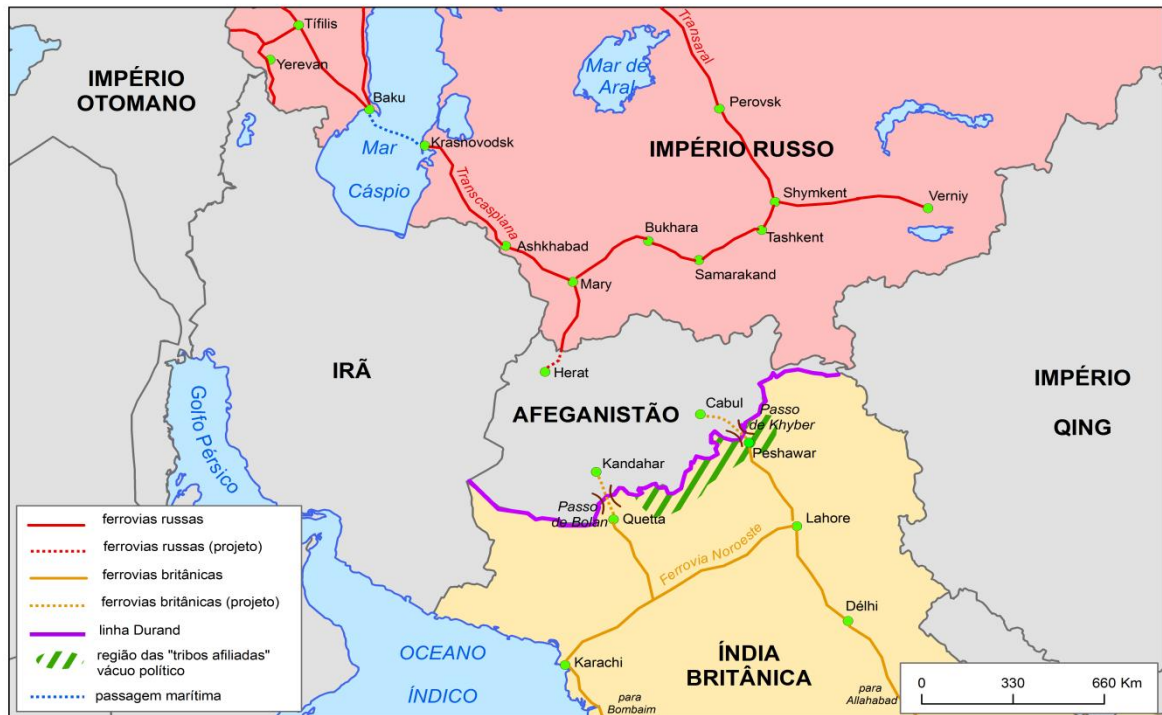 Tífilis
Yerevan
IMPÉRIO
OTOMANO
Baku
Krasnovodsk
Mar
Cáspio
Transcaspiana
Mar de
Aral
Transaral
Perovsk
IMPÉRIO RUSSO
Shymkent
Verniy
Tashkent
Bukhara
Samarakand
Ashkhabad
Mary
Herat
IRÃ
AFEGANISTÃO
Cabul
Passo
de Khyber
Peshawar
IMPÉRIO
QING
Kandahar
Passo
de Bolan
Quetta
Golfo Pérsico
Lahore
Ferrovia Noroeste
Délhi
Karachi
ÍNDIA
BRITÂNICA
OCEANO
ÍNDICO
para
Bombaim
para
Allahabad
ferrovias russas
ferrovias russas (projeto)
ferrovias britânicas
ferrovias britânicas (projeto)
linha Durand
região das "tribos afiliadas"
vácuo político
passagem marítima
0 330 660 Km